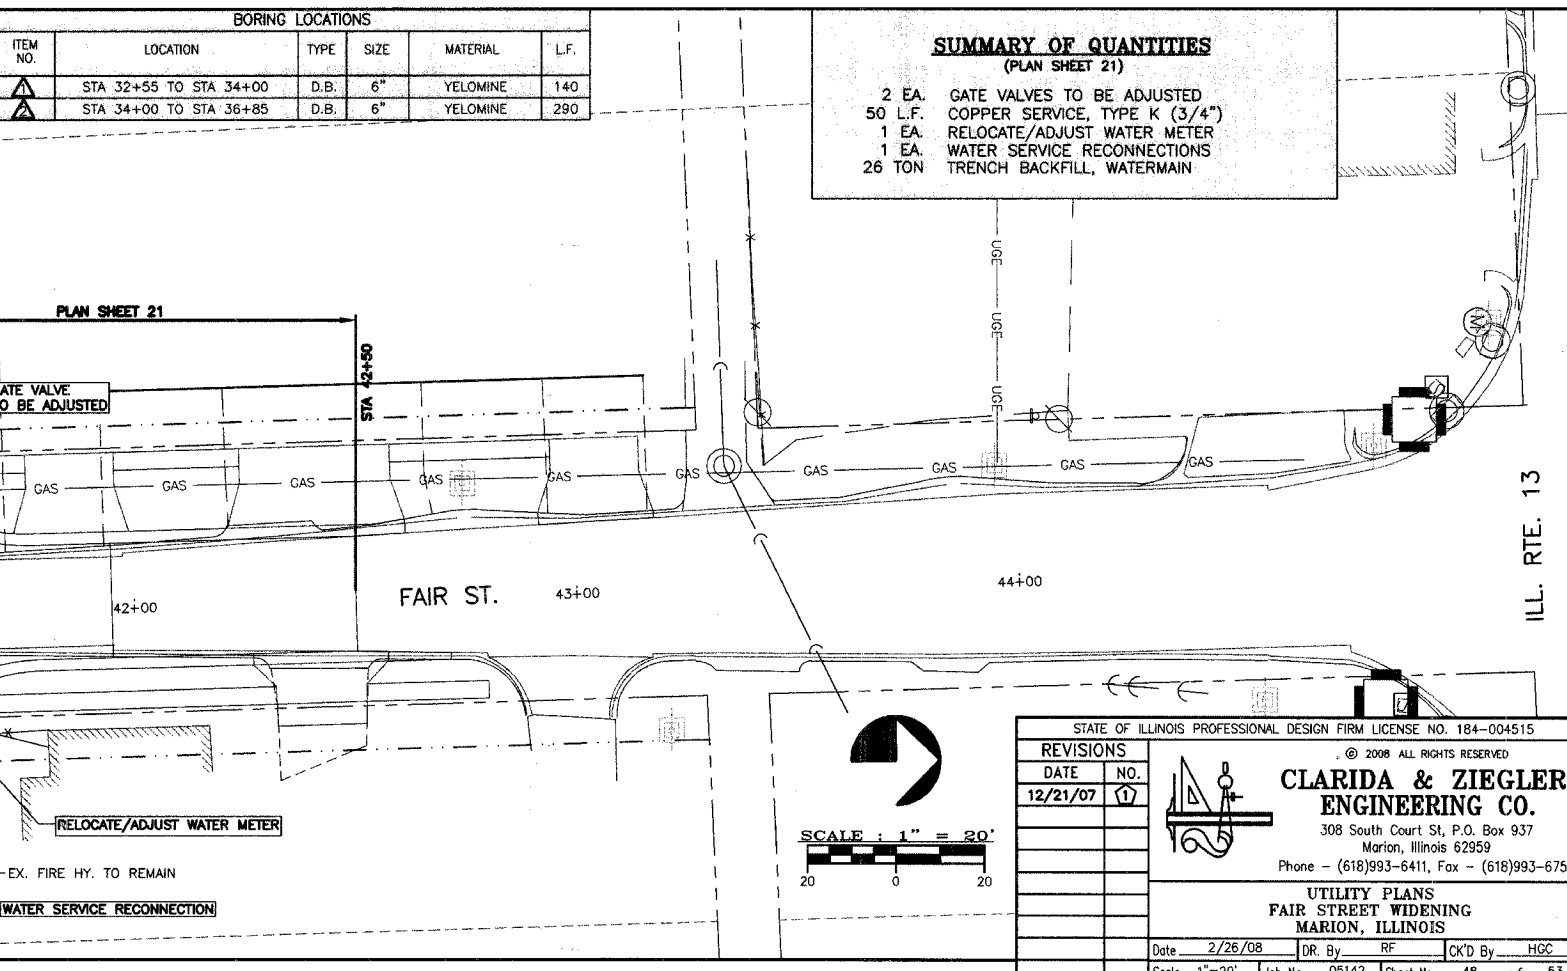 BORING LOCATIONS
ITEM NO. LOCATION TYPE SIZE MATERIAL L.F.
1 STA 32+55 TO STA 34+00 D.B. 6" YELOMINE 140
2 STA 34+00 TO STA 36+85 D.B. 6" YELOMINE 290
SUMMARY OF QUANTITIES
(PLAN SHEET 21)
2 EA. GATE VALVES TO BE ADJUSTED
50 L.F. COPPER SERVICE, TYPE K (3/4")
1 EA. RELOCATE/ADJUST WATER METER
1 EA. WATER SERVICE RECONNECTIONS
26 TON TRENCH BACKFILL, WATERMAIN
UGE
UGE
UGE
PLAN SHEET 21
STA 42+50
ATE VALVE
O BE ADJUSTED
M
GAS GAS GAS GAS GAS GAS GAS GAS GAS GAS
ILL. RTE. 13
42+00
FAIR ST.
43+00
44+00
RELOCATE/ADJUST WATER METER
EX. FIRE HY. TO REMAIN
WATER SERVICE RECONNECTION
SCALE : 1" = 20'
20 0 20
STATE OF ILLINOIS PROFESSIONAL DESIGN FIRM LICENSE NO. 184-004515
REVISIONS
DATE NO.
12/21/07 1
© 2008 ALL RIGHTS RESERVED
CLARIDA & ZIEGLER
ENGINEERING CO.
308 South Court St, P.O. Box 937
Marion, Illinois 62959
Phone - (618)993-6411, Fax - (618)993-675
UTILITY PLANS
FAIR STREET WIDENING
MARION, ILLINOIS
Date 2/26/08 DR. By RF CK'D By HGC